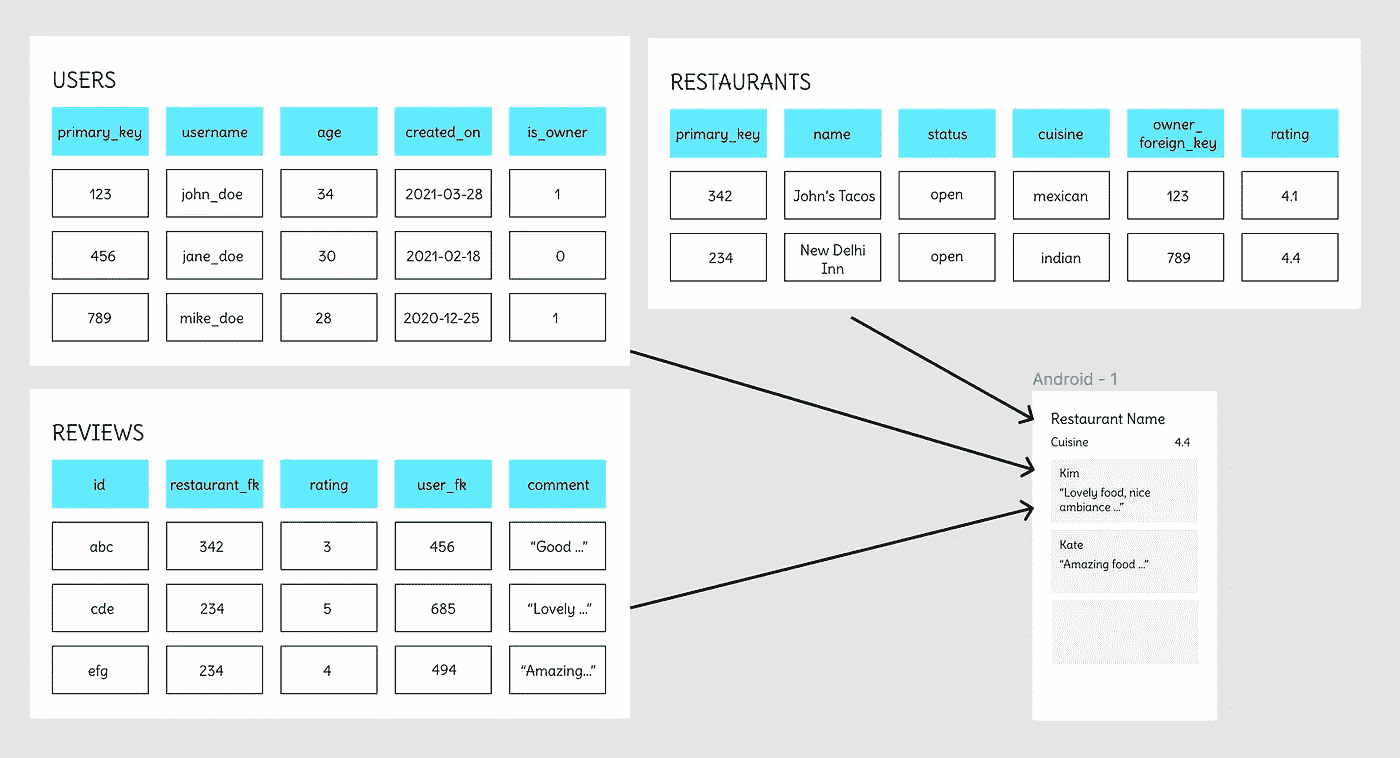 USERS
primary_key username age created_on is_owner
123 john_doe 34 2021-03-28 1
456 jane_doe 30 2021-02-18 0
789 mike_doe 28 2020-12-25 1
RESTAURANTS
primary_key name status cuisine owner_
foreign_key rating
342 John's Tacos open mexican 123 4.1
234 New Delhi
Inn open indian 789 4.4
REVIEWS
id restaurant_fk rating user_fk comment
abc 342 3 456 “Good ...”
cde 234 5 685 “Lovely ...”
efg 234 4 494 “Amazing...”
Android - 1
Restaurant Name
Cuisine 4.4
Kim
“Lovely food, nice
ambiance ...”
Kate
“Amazing food ...”